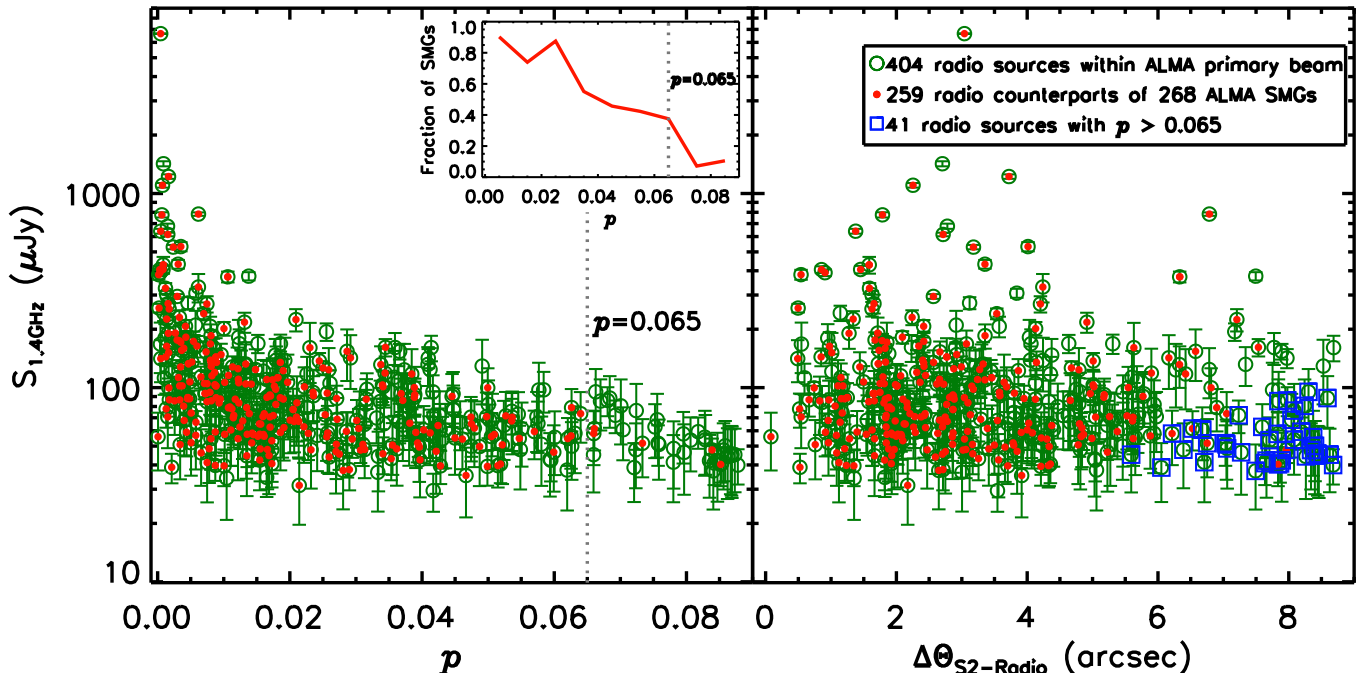 S1.4GHz (μJy)
1000
100
10
Fraction of SMGs
1.0
0.8
0.6
0.4
0.2
0.0
p=0.065
0.00 0.02 0.04 0.06 0.08
p
p=0.065
404 radio sources within ALMA primary beam
259 radio counterparts of 268 ALMA SMGs
41 radio sources with p > 0.065
0.00 0.02 0.04 0.06 0.08
p
0 2 4 6 8
ΔΘS2-Radio (arcsec)